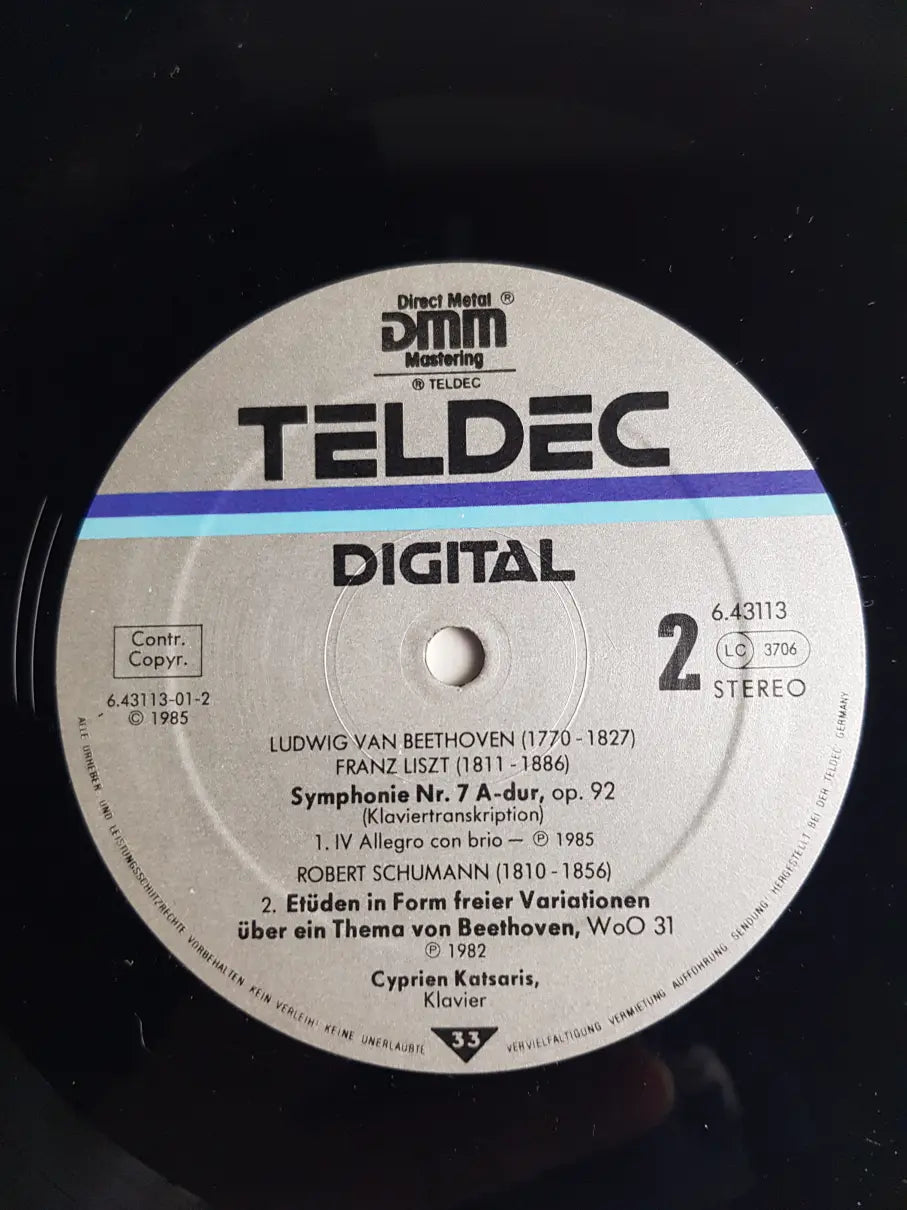 Direct Metal ®
DMM
Mastering
® TELDEC
TELDEC
DIGITAL
Contr.
Copyr.
6.43113-01-2
© 1985
2
6.43113
LC 3706
STEREO
LUDWIG VAN BEETHOVEN (1770 - 1827)
FRANZ LISZT (1811 - 1886)
Symphonie Nr. 7 A-dur, op. 92
(Klaviertranskription)
1. IV Allegro con brio — ℗ 1985
ROBERT SCHUMANN (1810 - 1856)
2. Etüden in Form freier Variationen
über ein Thema von Beethoven, WoO 31
℗ 1982
Cyprien Katsaris,
Klavier
33
ALLE URHEBER UND LEISTUNGSSCHUTZRECHTE VORBEHALTEN KEIN VERLEIH! KEINE UNERLAUBTE
VERVIELFALTIGUNG VERMIETUNG AUFFÜHRUNG SENDUNG HERGESTELLT BEI DER TELDEC GERMANY